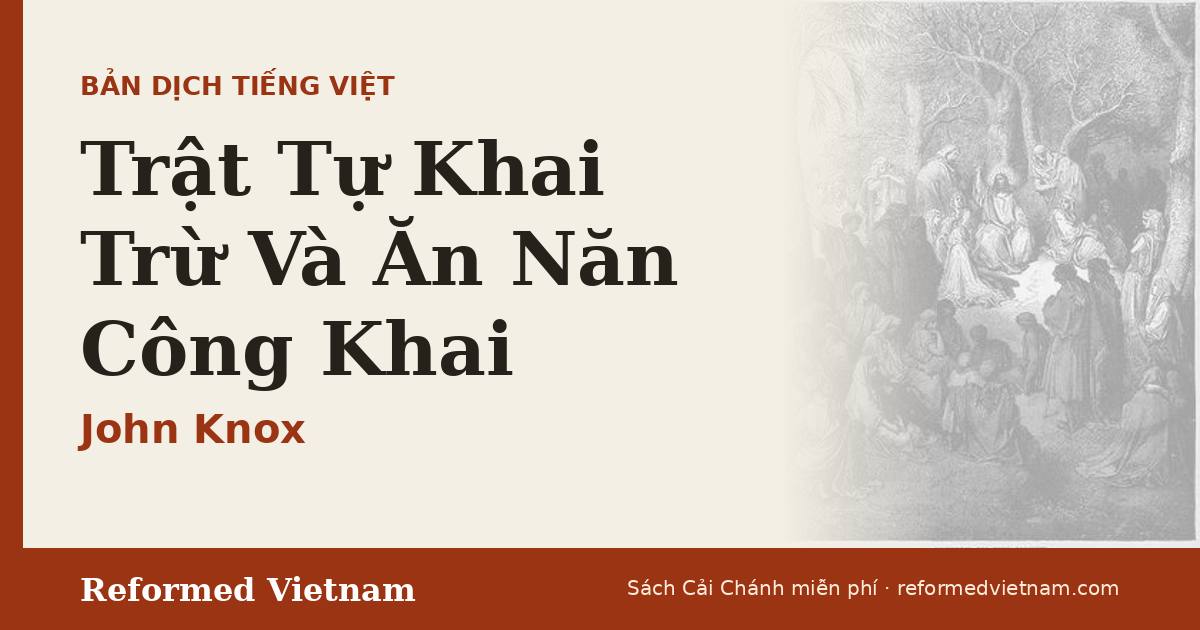 BẢN DỊCH TIẾNG VIỆT
Trật Tự Khai
Trừ Và Ăn Năn
Công Khai
John Knox
Reformed Vietnam
Sách Cải Chánh miễn phí · reformedvietnam.com